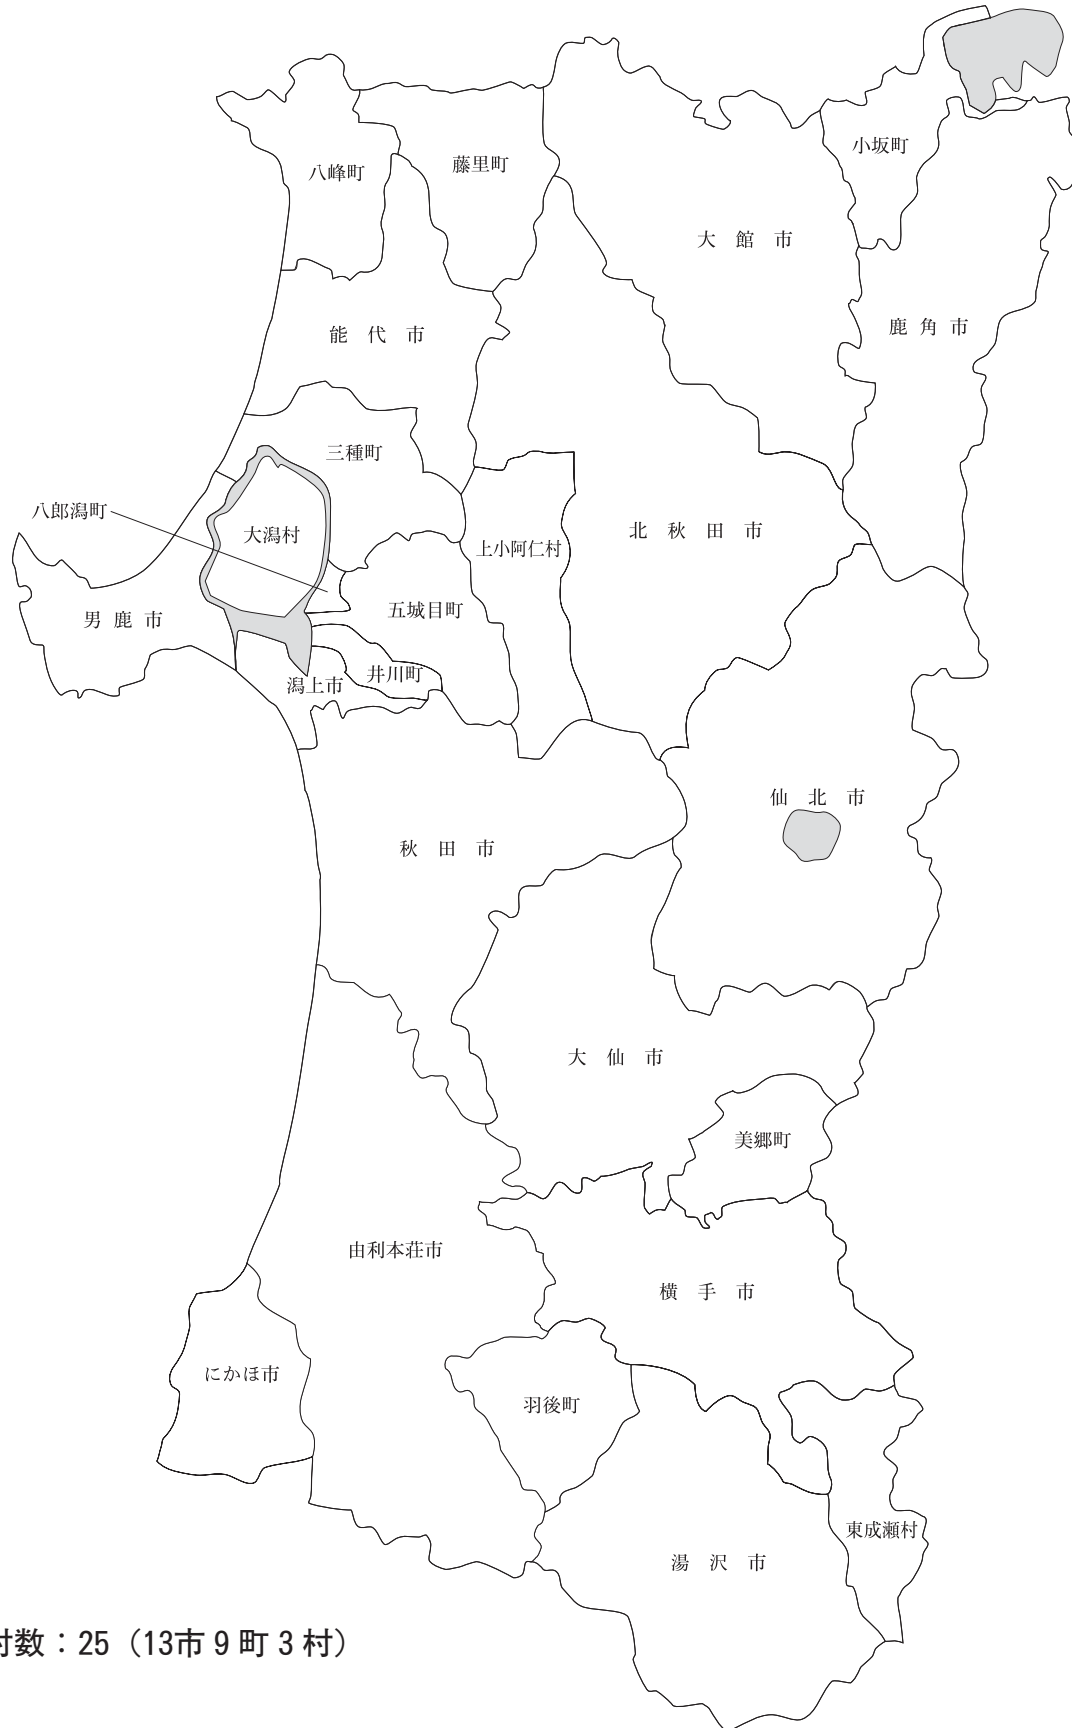 小坂町
藤里町
八峰町
大館市
鹿角市
能代市
三種町
八郎潟町
大潟村
北秋田市
上小阿仁村
男鹿市
五城目町
井川町
潟上市
仙北市
秋田市
大仙市
美郷町
由利本荘市
横手市
にかほ市
羽後町
東成瀬村
湯沢市
村数：25（13市9町3村）